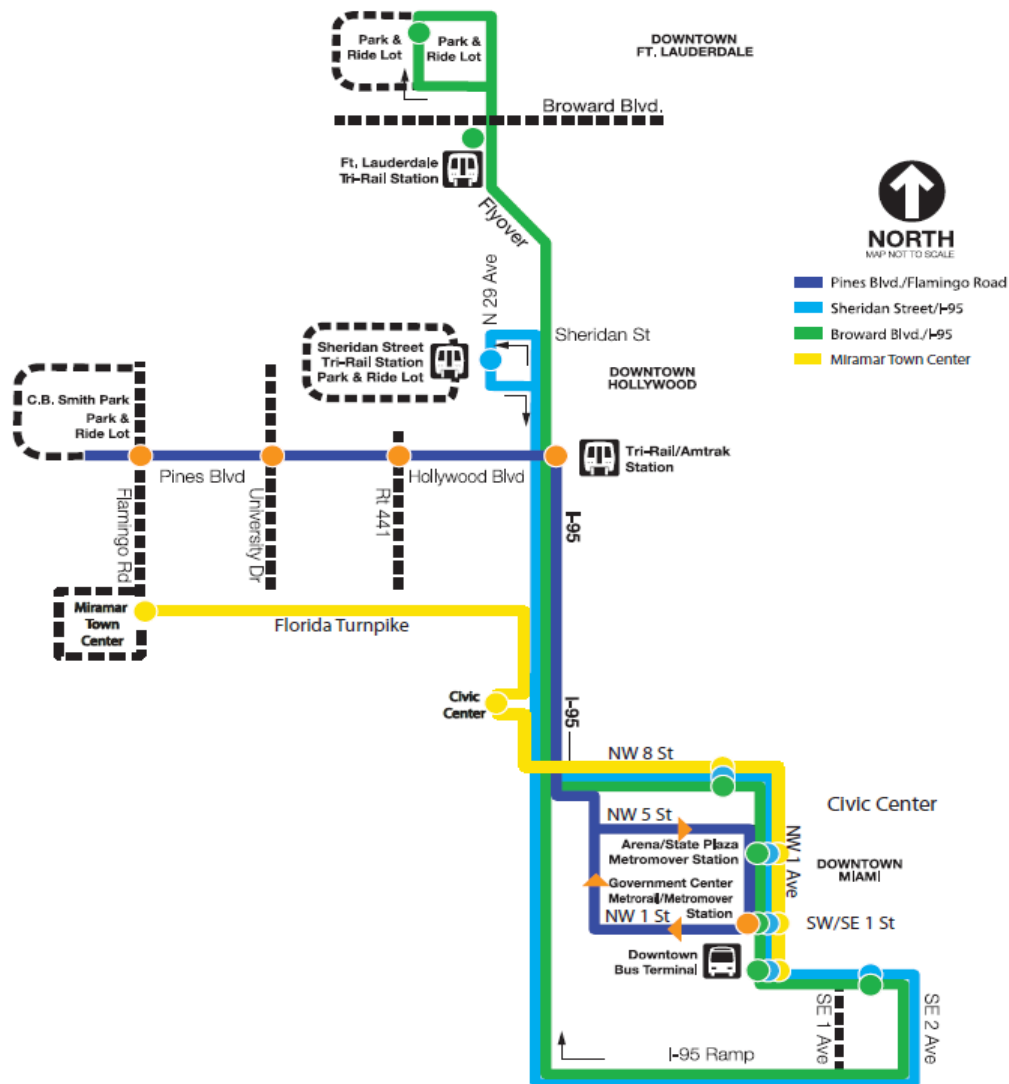 Park &
Ride Lot
Park &
Ride Lot
DOWNTOWN
FT. LAUDERDALE
Broward Blvd.
Ft. Lauderdale
Tri-Rail Station
Flyover
NORTH
MAP NOT TO SCALE
Pines Blvd./Flamingo Road
Sheridan Street/I-95
Broward Blvd./I-95
Miramar Town Center
N 29 Ave
Sheridan St
Sheridan Street
Tri-Rail Station
Park & Ride Lot
DOWNTOWN
HOLLYWOOD
C.B. Smith Park
Park &
Ride Lot
Tri-Rail/Amtrak
Station
Pines Blvd
Hollywood Blvd
Flamingo Rd
University Dr
Rt 441
I-95
Miramar
Town
Center
Florida Turnpike
Civic
Center
I-95
NW 8 St
Civic Center
NW 5 St
NW 1 Ave
Arena/State Plaza
Metromover Station
DOWNTOWN
MIAMI
Government Center
Metrorail/Metromover
Station
NW 1 St
SW/SE 1 St
Downtown
Bus Terminal
SE 1 Ave
SE 2 Ave
I-95 Ramp